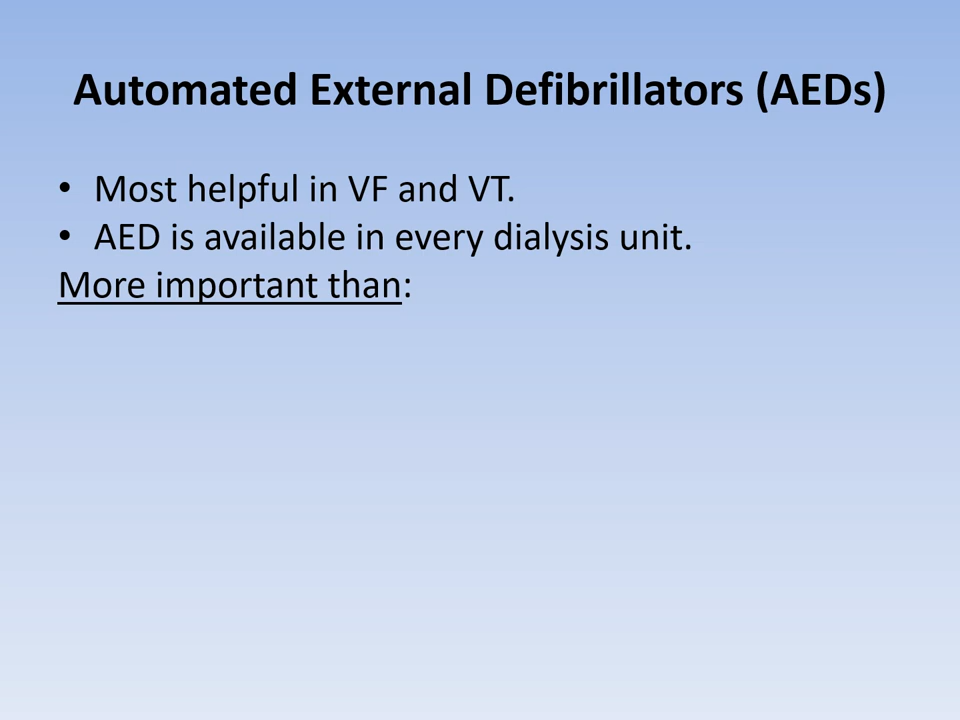 Automated External Defibrillators (AEDs)
• Most helpful in VF and VT.
• AED is available in every dialysis unit.
More important than: